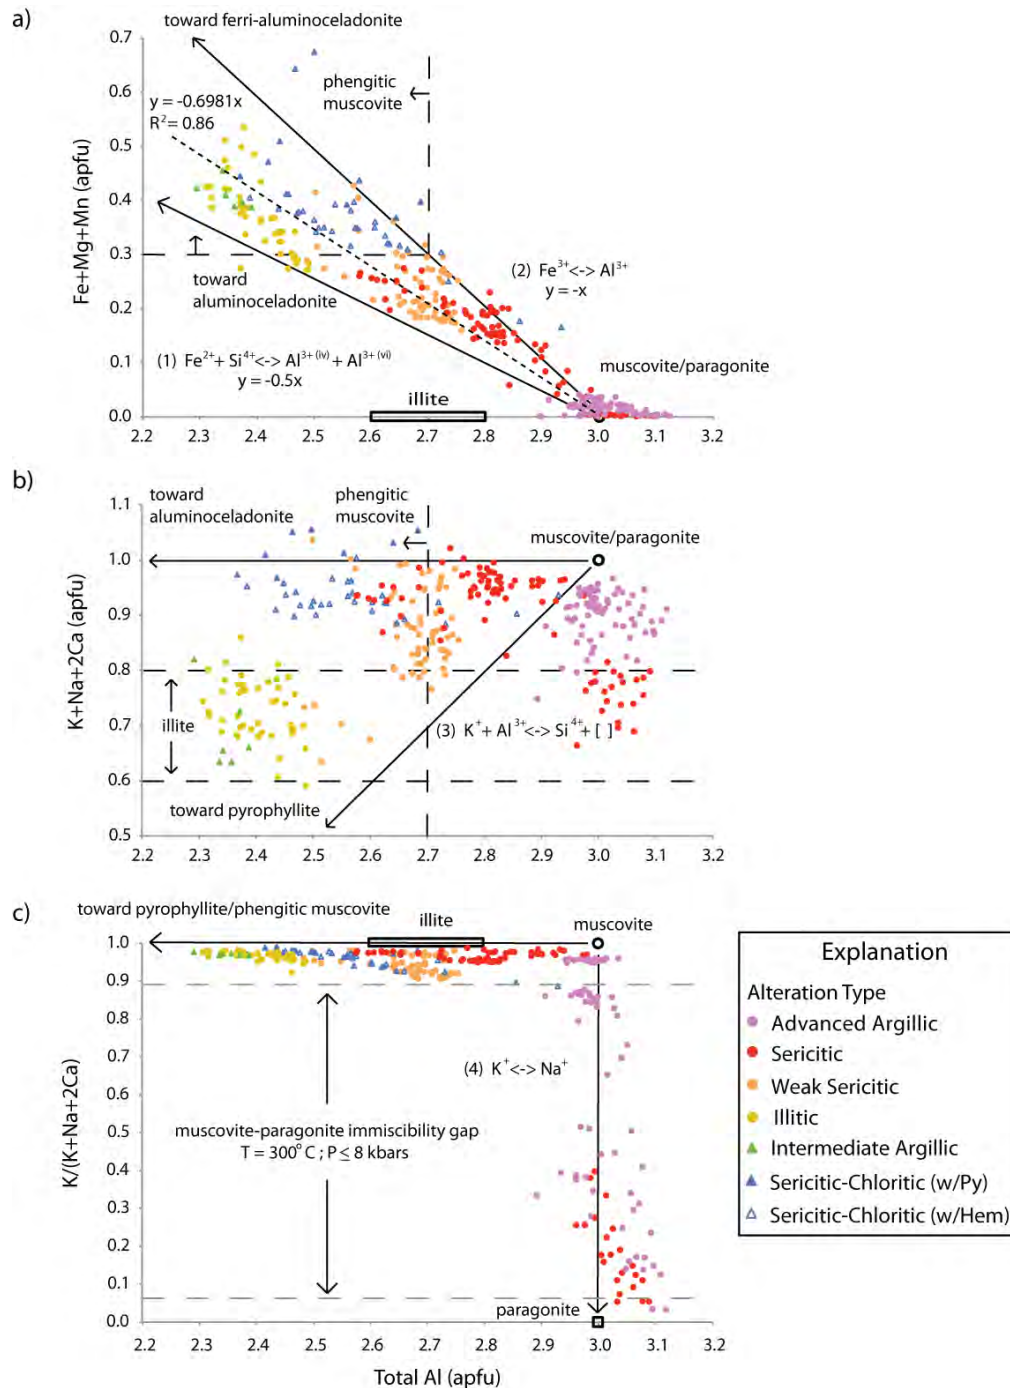 a)
toward ferri-aluminoceladonite
0.7
0.6
0.5
0.4
0.3
0.2
0.1
0.0
Fe+Mg+Mn (apfu)
phengitic
muscovite
y = -0.6981x
R² = 0.86
toward
aluminoceladonite
(2) Fe³⁺<-> Al³⁺
y = -x
(1) Fe²⁺+ Si⁴⁺<-> Al³⁺⁽ⁱᵛ⁾ + Al³⁺⁽ᵛⁱ⁾
y = -0.5x
muscovite/paragonite
illite
2.2 2.3 2.4 2.5 2.6 2.7 2.8 2.9 3.0 3.1 3.2
b)
toward
aluminoceladonite
phengitic
muscovite
muscovite/paragonite
1.1
1.0
0.9
0.8
0.7
0.6
0.5
K+Na+2Ca (apfu)
illite
(3) K⁺+ Al³⁺<-> Si⁴⁺+ [ ]
toward pyrophyllite
2.2 2.3 2.4 2.5 2.6 2.7 2.8 2.9 3.0 3.1 3.2
c)
toward pyrophyllite/phengitic muscovite
illite
muscovite
1.0
0.9
0.8
0.7
0.6
0.5
0.4
0.3
0.2
0.1
0.0
K/(K+Na+2Ca)
(4) K⁺<-> Na⁺
muscovite-paragonite immiscibility gap
T = 300° C ; P ≤ 8 kbars
paragonite
2.2 2.3 2.4 2.5 2.6 2.7 2.8 2.9 3.0 3.1 3.2
Total Al (apfu)
Explanation
Alteration Type
Advanced Argillic
Sericitic
Weak Sericitic
Illitic
Intermediate Argillic
Sericitic-Chloritic (w/Py)
Sericitic-Chloritic (w/Hem)